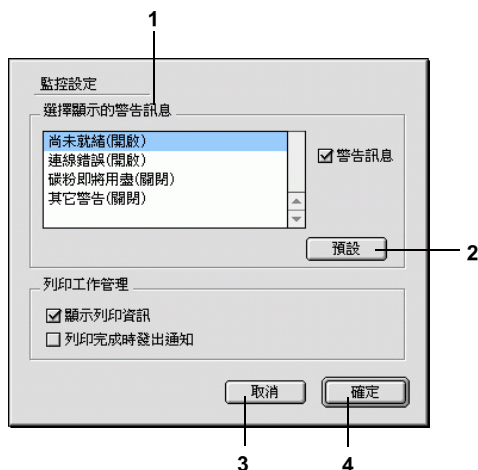 1
監控設定
選擇顯示的警告訊息
尚未就緒(開啟)
連線錯誤(開啟)
碳粉即將用盡(關閉)
其它警告(關閉)
警告訊息
預設
2
列印工作管理
顯示列印資訊
列印完成時發出通知
取消
確定
3
4